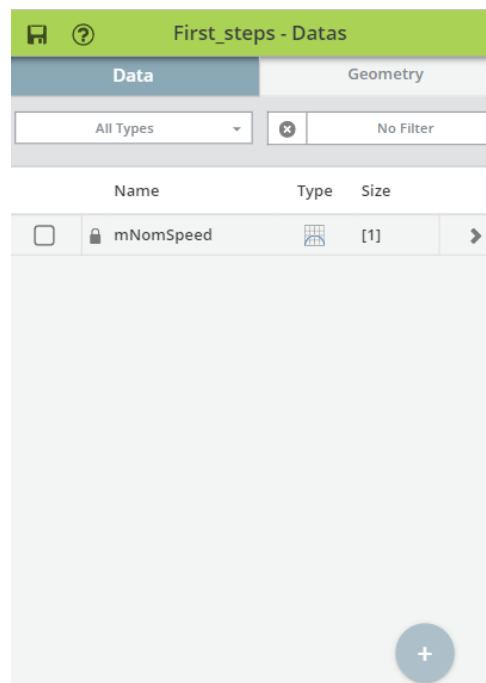 First_steps - Datas
Data Geometry
All Types No Filter
Name Type Size
mNomSpeed [1]